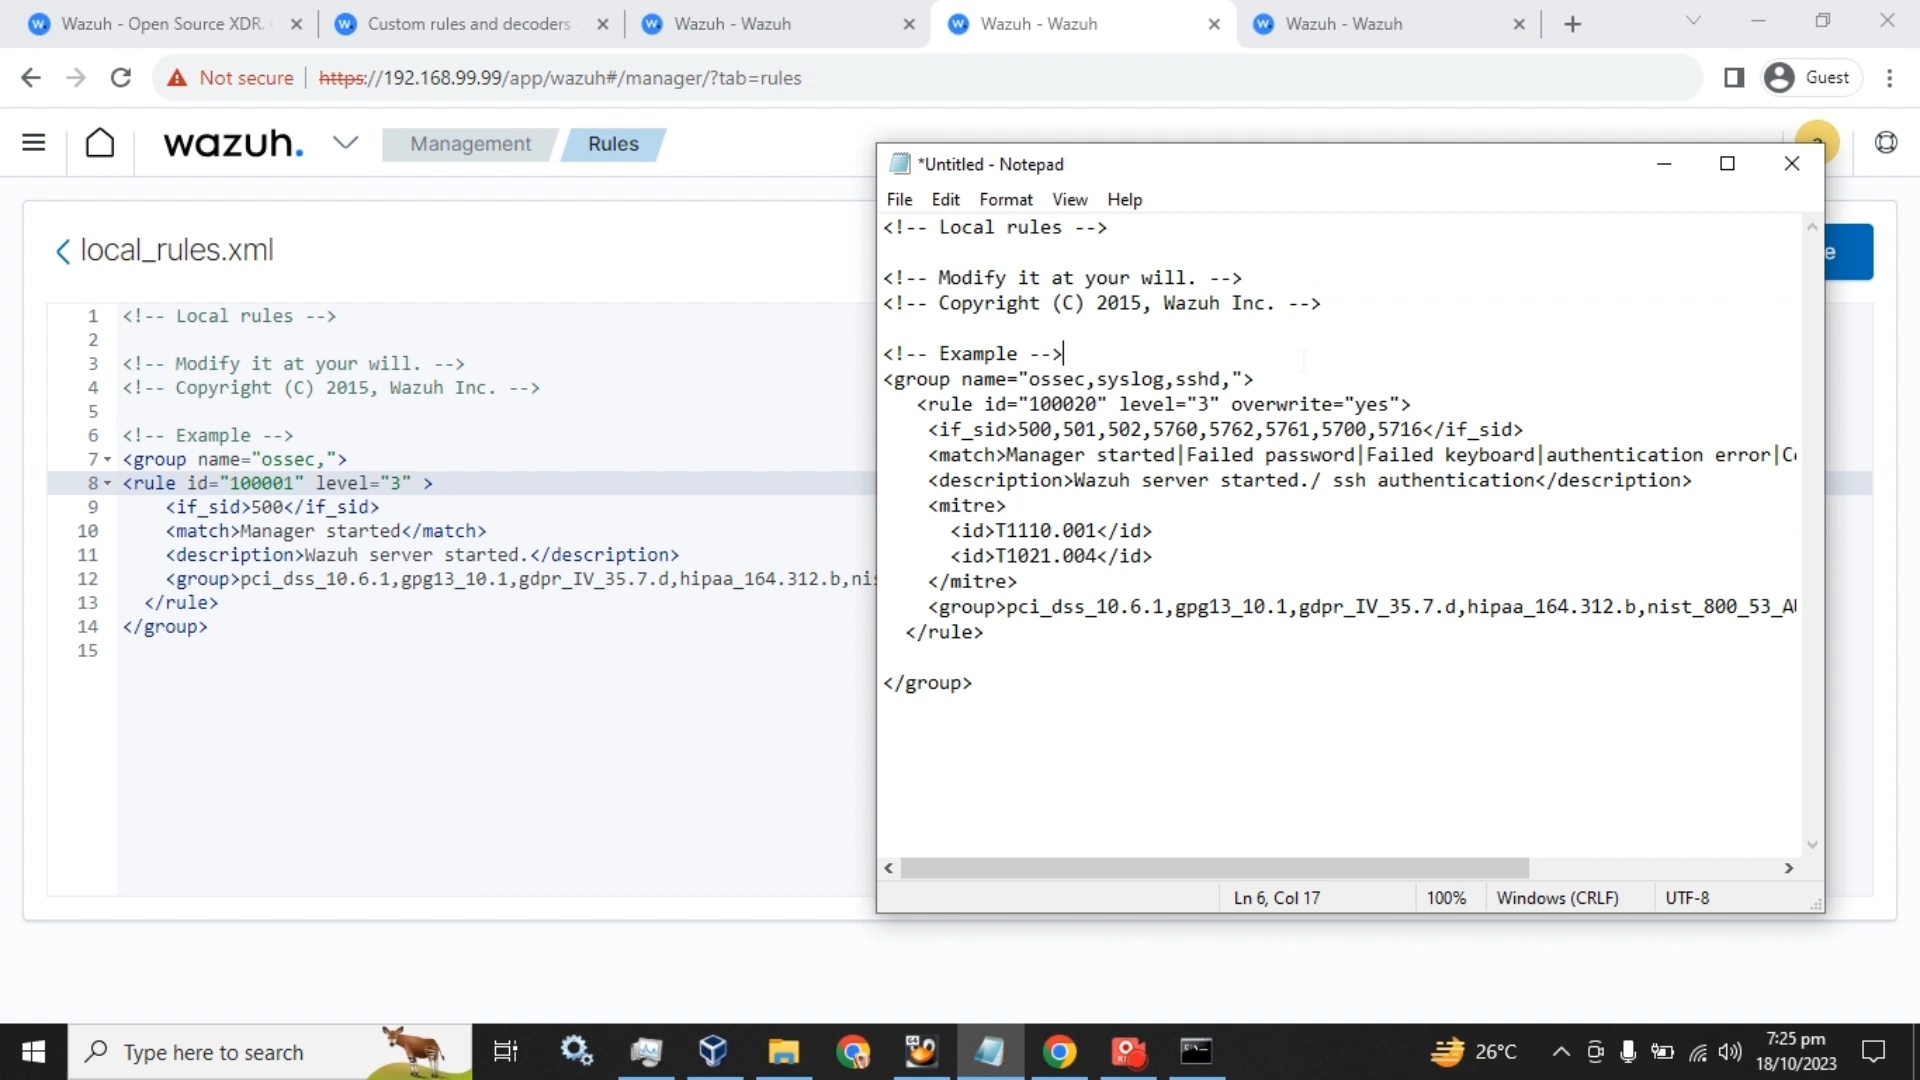 Wazuh - Open Source XDR.
Custom rules and decoders
Wazuh - Wazuh
Wazuh - Wazuh
Wazuh - Wazuh
Not secure
https://192.168.99.99/app/wazuh#/manager/?tab=rules
Guest
wazuh.
Management
Rules
local_rules.xml
1 <!-- Local rules -->
2
3 <!-- Modify it at your will. -->
4 <!-- Copyright (C) 2015, Wazuh Inc. -->
5
6 <!-- Example -->
7 <group name="ossec,">
8 <rule id="100001" level="3" >
9 <if_sid>500</if_sid>
10 <match>Manager started</match>
11 <description>Wazuh server started.</description>
12 <group>pci_dss_10.6.1,gpg13_10.1,gdpr_IV_35.7.d,hipaa_164.312.b,nis
13 </rule>
14 </group>
15
*Untitled - Notepad
File Edit Format View Help
<!-- Local rules -->
<!-- Modify it at your will. -->
<!-- Copyright (C) 2015, Wazuh Inc. -->
<!-- Example -->
<group name="ossec,syslog,sshd,">
<rule id="100020" level="3" overwrite="yes">
<if_sid>500,501,502,5760,5762,5761,5700,5716</if_sid>
<match>Manager started|Failed password|Failed keyboard|authentication error|C
<description>Wazuh server started./ ssh authentication</description>
<mitre>
<id>T1110.001</id>
<id>T1021.004</id>
</mitre>
<group>pci_dss_10.6.1,gpg13_10.1,gdpr_IV_35.7.d,hipaa_164.312.b,nist_800_53_AU
</rule>
</group>
Ln 6, Col 17
100%
Windows (CRLF)
UTF-8
e
Type here to search
26°C
7:25 pm
18/10/2023